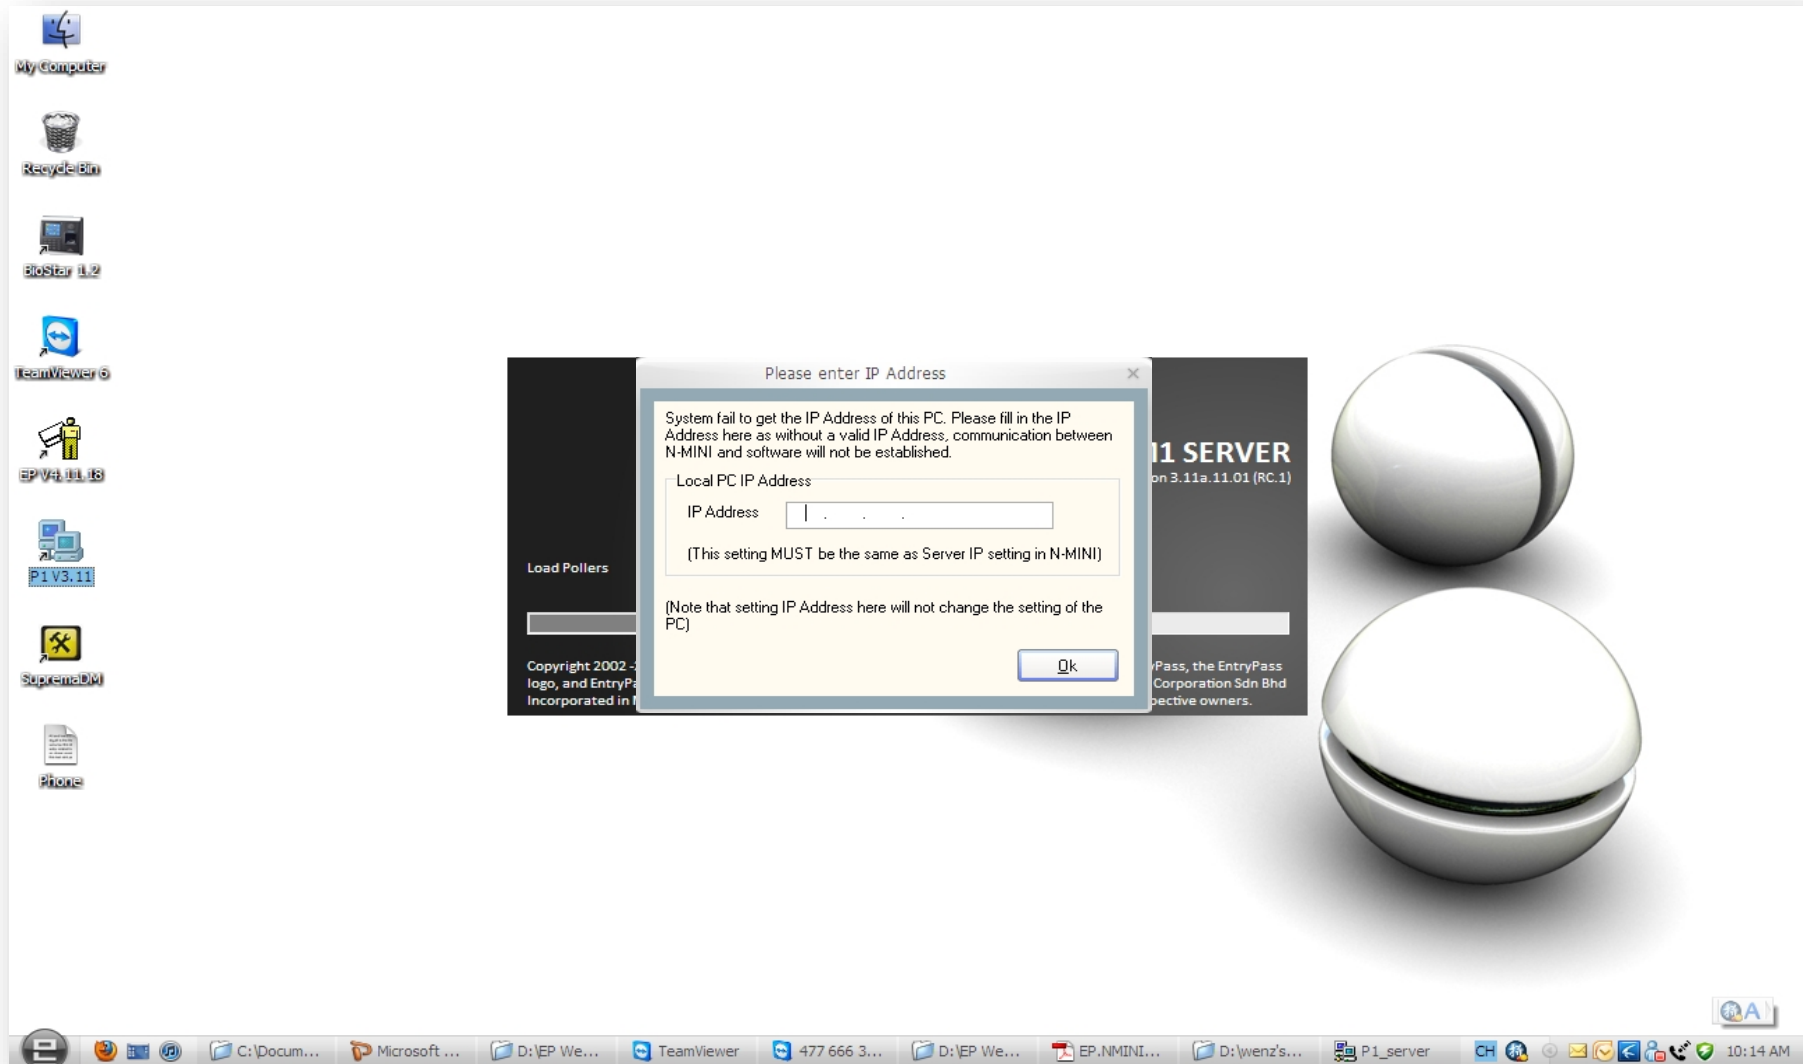 My Computer
Recycle Bin
BioStar 1.2
TeamViewer 6
EP V4.11.18
P1 V3.11
SupremaDM
Phone
Please enter IP Address
System fail to get the IP Address of this PC. Please fill in the IP
Address here as without a valid IP Address, communication between
N-MINI and software will not be established.
Local PC IP Address
IP Address . . .
(This setting MUST be the same as Server IP setting in N-MINI)
(Note that setting IP Address here will not change the setting of the
PC)
Ok
1 SERVER
on 3.11a.11.01 (RC.1)
Load Pollers
Copyright 2002 -
logo, and EntryPa
Incorporated in
yPass, the EntryPass
Corporation Sdn Bhd
pective owners.
A
C:\Docum...
Microsoft ...
D:\EP We...
TeamViewer
477 666 3...
D:\EP We...
EP.NMINI...
D:\wenz's...
P1_server
CH
10:14 AM